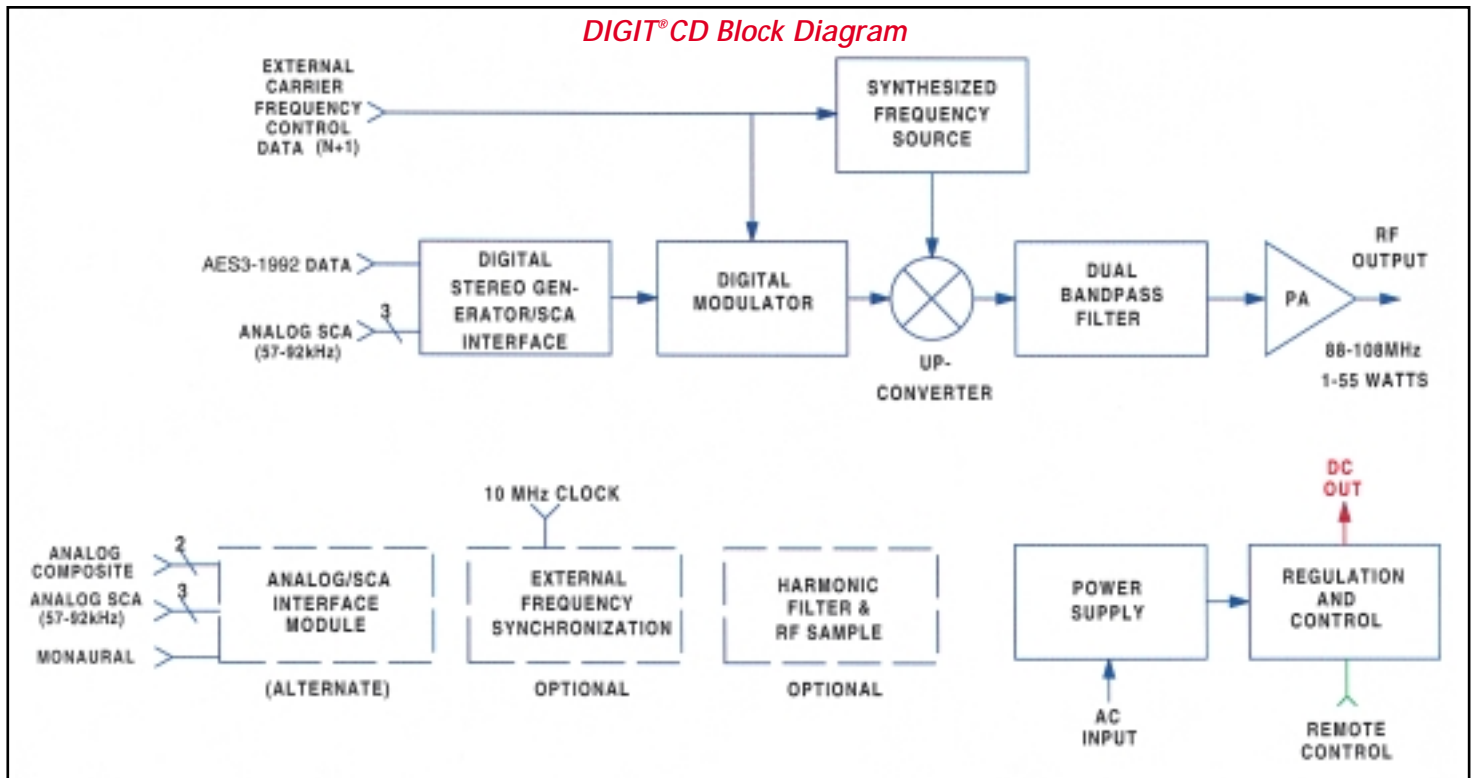 DIGIT® CD Block Diagram
EXTERNAL
CARRIER
FREQUENCY
CONTROL
DATA (N+1)
SYNTHESIZED
FREQUENCY
SOURCE
AES3-1992 DATA
3
ANALOG SCA
(57-92kHz)
DIGITAL
STEREO GEN-
ERATOR/SCA
INTERFACE
DIGITAL
MODULATOR
UP-
CONVERTER
DUAL
BANDPASS
FILTER
PA
RF
OUTPUT
88-108MHz
1-55 WATTS
ANALOG
COMPOSITE
2
ANALOG SCA
(57-92kHz)
3
MONAURAL
ANALOG/SCA
INTERFACE
MODULE
(ALTERNATE)
10 MHz CLOCK
EXTERNAL
FREQUENCY
SYNCHRONIZATION
OPTIONAL
HARMONIC
FILTER &
RF SAMPLE
OPTIONAL
POWER
SUPPLY
AC
INPUT
DC
OUT
REGULATION
AND
CONTROL
REMOTE
CONTROL